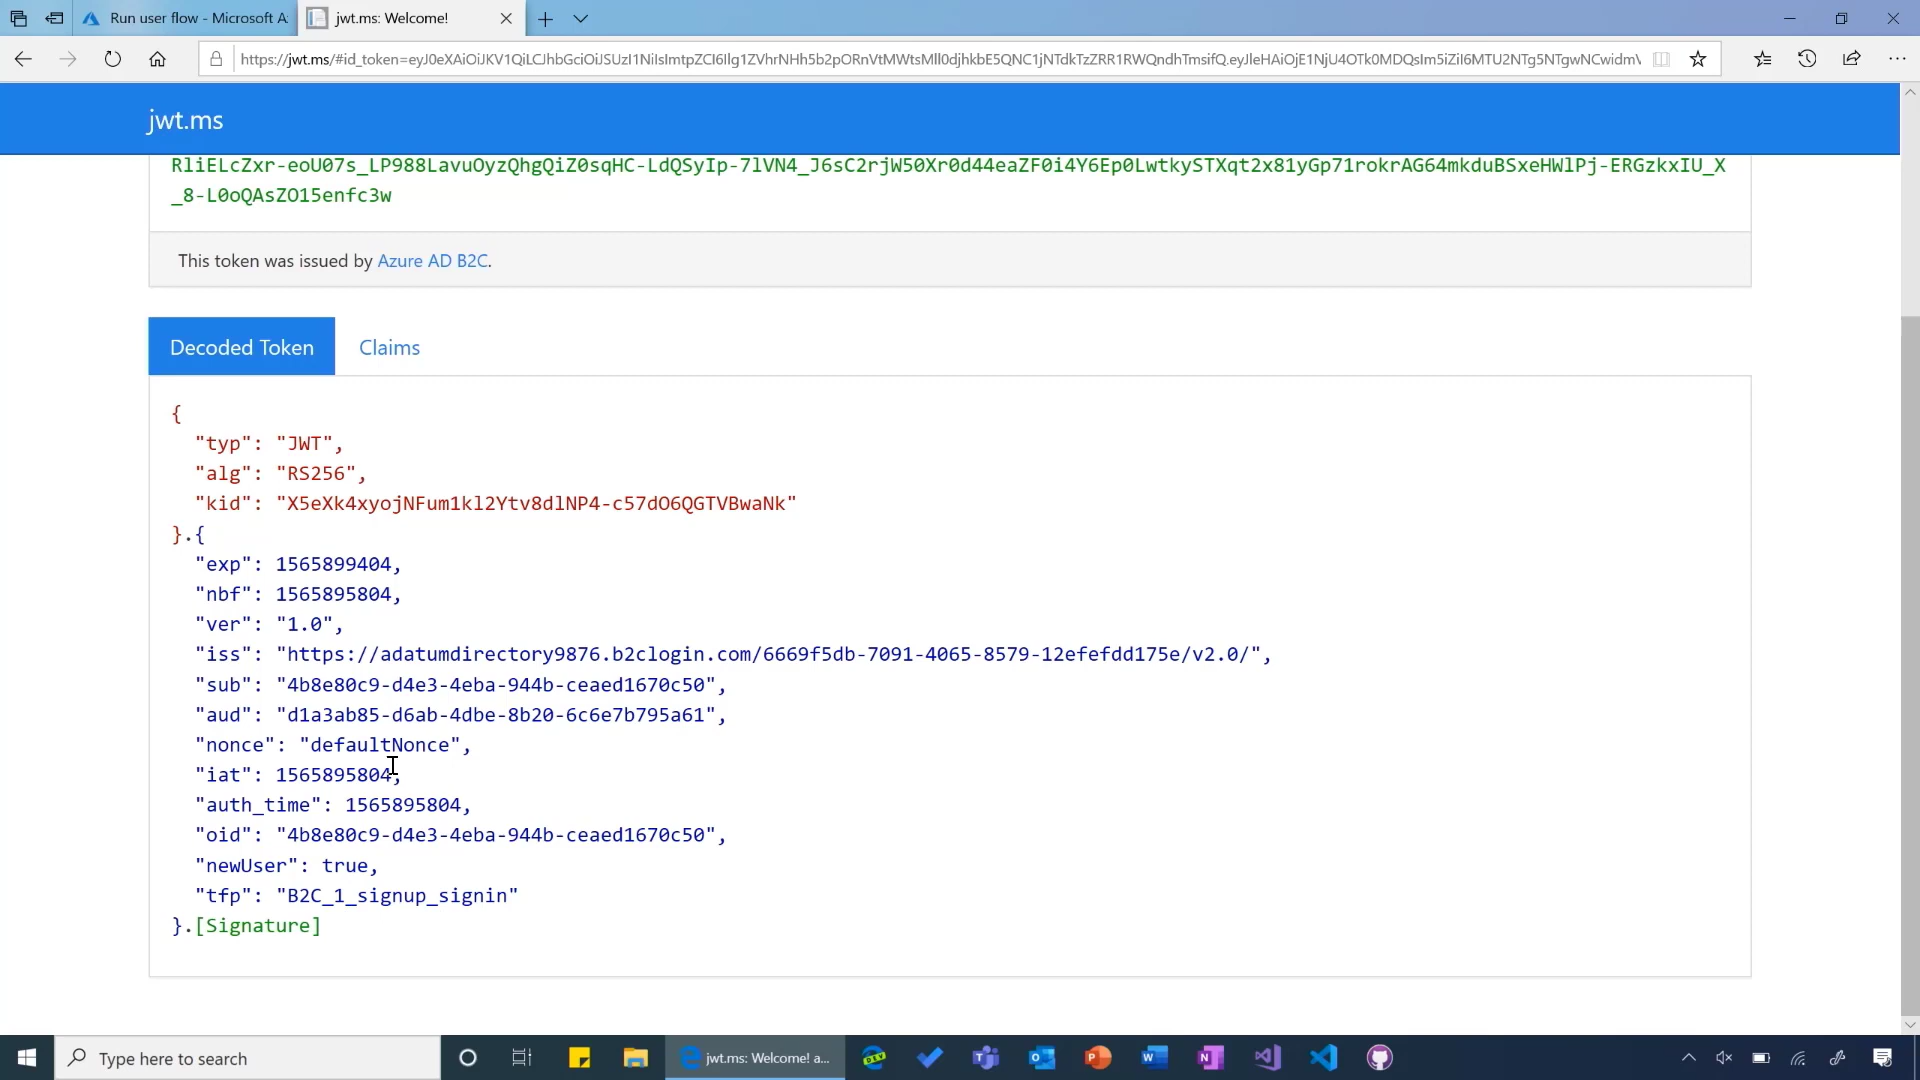 Run user flow - Microsoft A:
jwt.ms: Welcome!
https://jwt.ms/#id_token=
jwt.ms
RliELcZxr-eoU07s_LP988LavuOyzQhgQiZ0sqHC-LdQSyIp-7lVN4_J6sC2rjW50Xr0d44eaZF0i4Y6Ep0LwtkySTXqt2x81yGp71rokrAG64mkduBSxeHWlPj-ERGzkxIU_X
_8-L0oQAsZO15enfc3w
This token was issued by Azure AD B2C.
Decoded Token Claims
{
"typ": "JWT",
"alg": "RS256",
"kid": "X5eXk4xyojNFum1kl2Ytv8dlNP4-c57dO6QGTVBwaNk"
}.{
"exp": 1565899404,
"nbf": 1565895804,
"ver": "1.0",
"iss": "https://adatumdirectory9876.b2clogin.com/6669f5db-7091-4065-8579-12efefdd175e/v2.0/",
"sub": "4b8e80c9-d4e3-4eba-944b-ceaed1670c50",
"aud": "d1a3ab85-d6ab-4dbe-8b20-6c6e7b795a61",
"nonce": "defaultNonce",
"iat": 1565895804,
"auth_time": 1565895804,
"oid": "4b8e80c9-d4e3-4eba-944b-ceaed1670c50",
"newUser": true,
"tfp": "B2C_1_signup_signin"
}.[Signature]
Type here to search
jwt.ms: Welcome! a...